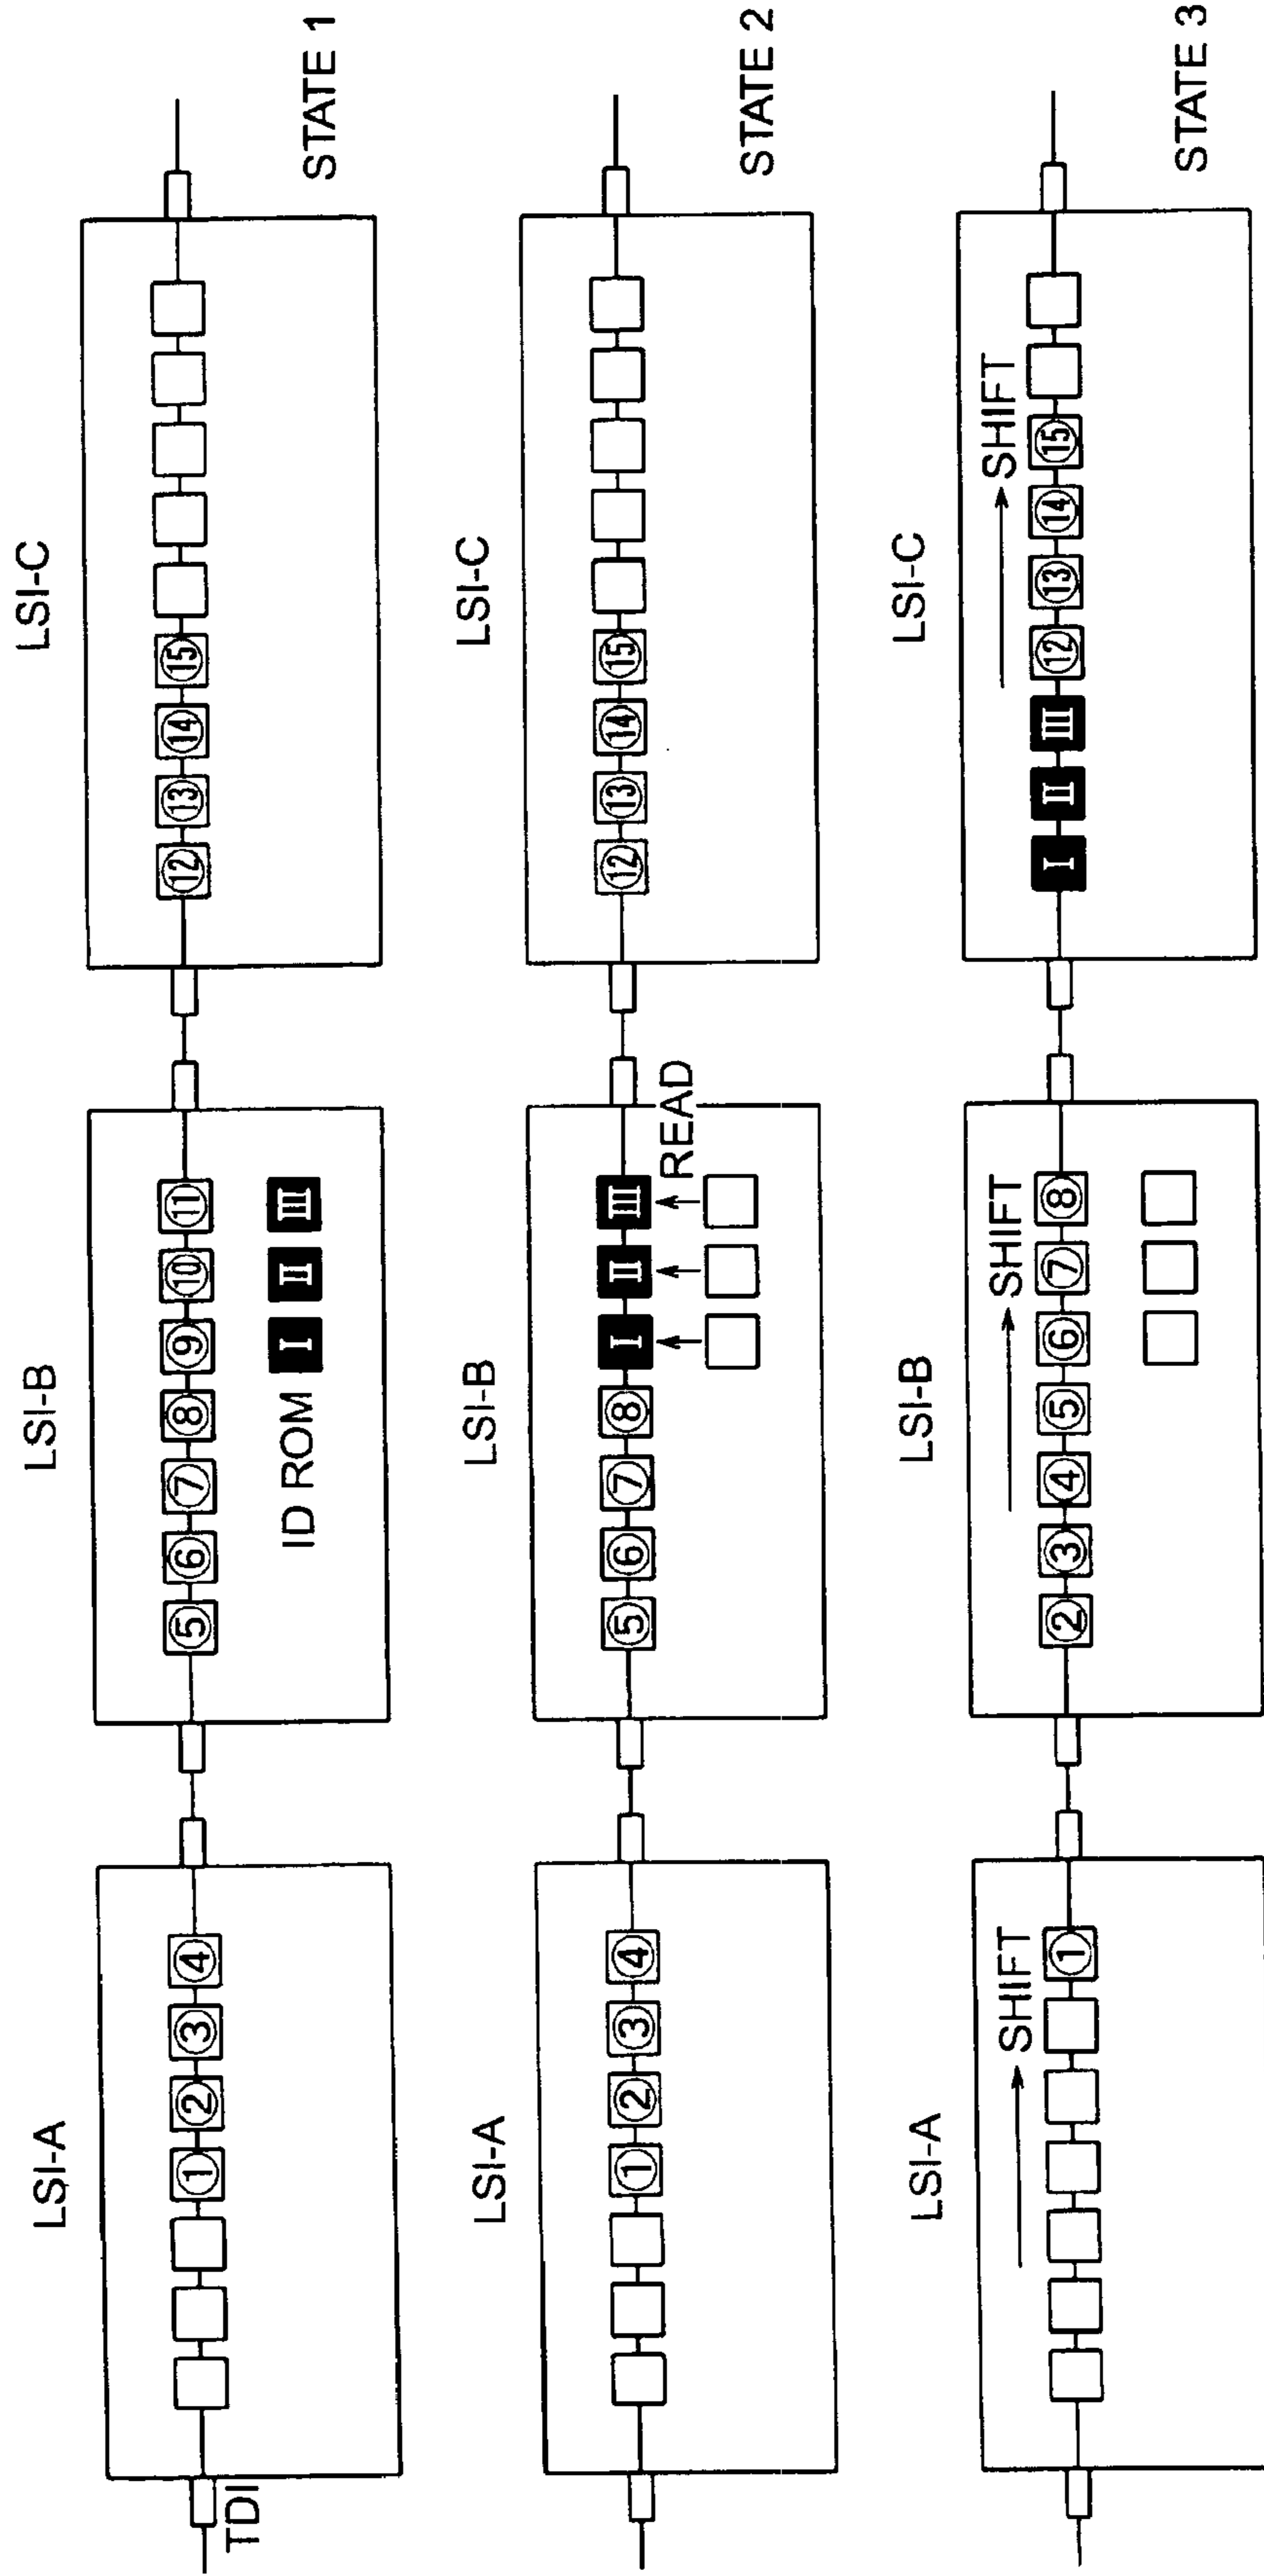 LSI-A LSI-B LSI-C
① ② ③ ④ ⑤ ⑥ ⑦ ⑧ ⑨ ⑩ ⑪ ⑫ ⑬ ⑭ ⑮
TDI ID ROM I II III
STATE 1
LSI-A LSI-B LSI-C
① ② ③ ④ ⑤ ⑥ ⑦ ⑧ I II III ⑫ ⑬ ⑭ ⑮
READ
STATE 2
LSI-A LSI-B LSI-C
SHIFT SHIFT SHIFT
① ② ③ ④ ⑤ ⑥ ⑦ ⑧ I II III ⑫ ⑬ ⑭ ⑮
STATE 3